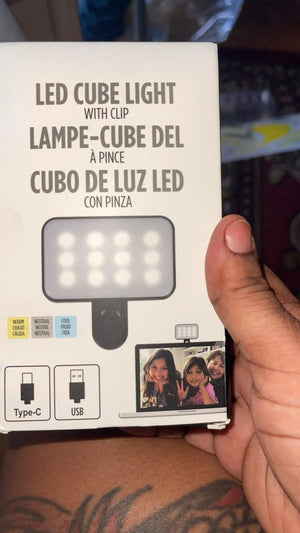 LED CUBE LIGHT
WITH CLIP
LAMPE-CUBE DEL
À PINCE
CUBO DE LUZ LED
CON PINZA
WARM NEUTRAL COOL
CHAUD NEUTRE FROID
CÁLIDA NEUTRAL FRÍA
Type-C USB